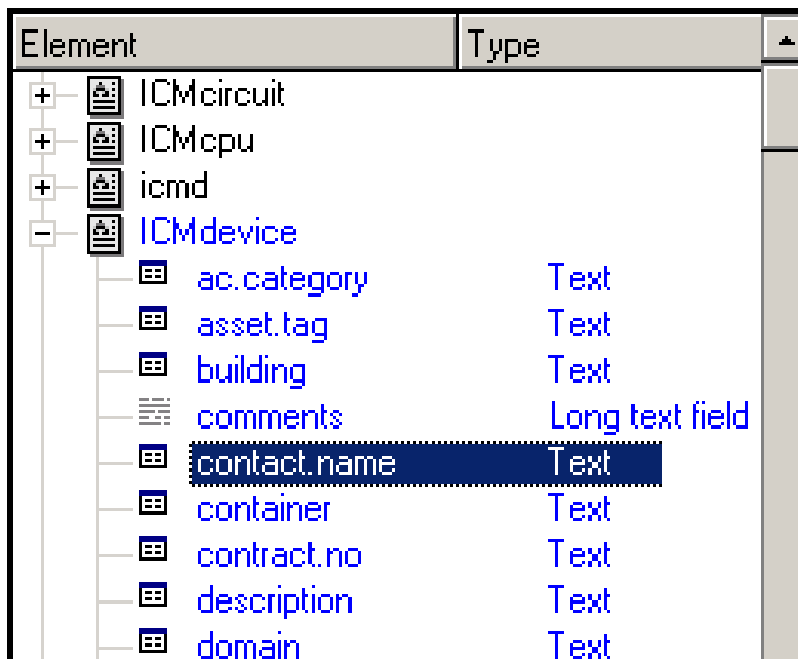 Element Type
ICMcircuit
ICMcpu
icmd
ICMdevice
ac.category Text
asset.tag Text
building Text
comments Long text field
contact.name Text
container Text
contract.no Text
description Text
domain Text